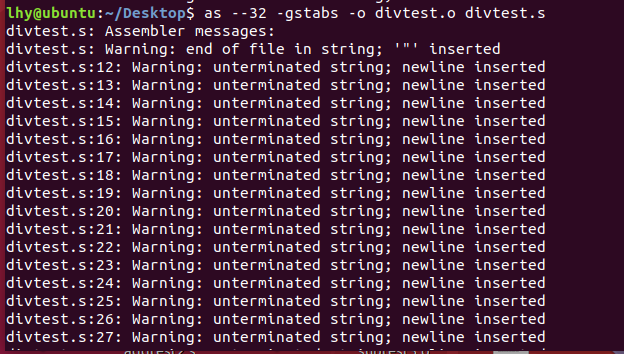 lhy@ubuntu:~/Desktop$ as --32 -gstabs -o divtest.o divtest.s
divtest.s: Assembler messages:
divtest.s: Warning: end of file in string; '"' inserted
divtest.s:12: Warning: unterminated string; newline inserted
divtest.s:13: Warning: unterminated string; newline inserted
divtest.s:14: Warning: unterminated string; newline inserted
divtest.s:15: Warning: unterminated string; newline inserted
divtest.s:16: Warning: unterminated string; newline inserted
divtest.s:17: Warning: unterminated string; newline inserted
divtest.s:18: Warning: unterminated string; newline inserted
divtest.s:19: Warning: unterminated string; newline inserted
divtest.s:20: Warning: unterminated string; newline inserted
divtest.s:21: Warning: unterminated string; newline inserted
divtest.s:22: Warning: unterminated string; newline inserted
divtest.s:23: Warning: unterminated string; newline inserted
divtest.s:24: Warning: unterminated string; newline inserted
divtest.s:25: Warning: unterminated string; newline inserted
divtest.s:26: Warning: unterminated string; newline inserted
divtest.s:27: Warning: unterminated string; newline inserted